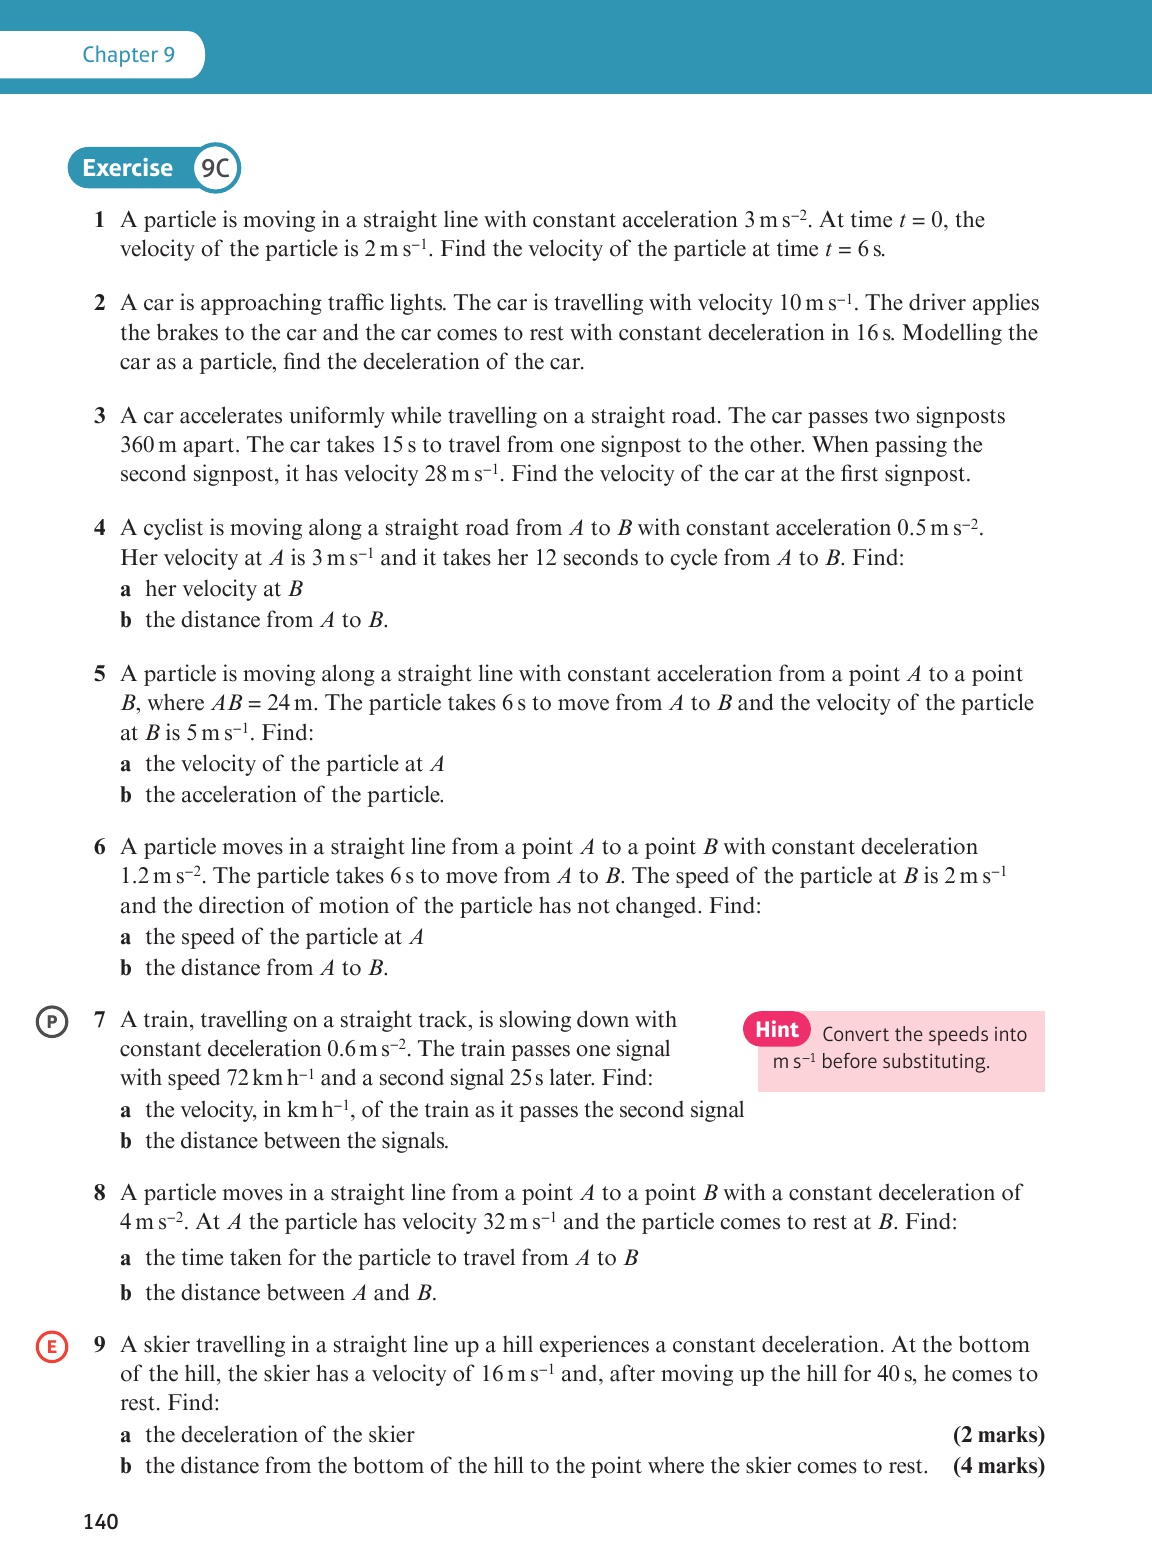 Chapter 9
Exercise 9C
1 A particle is moving in a straight line with constant acceleration 3 m s⁻². At time t = 0, the
velocity of the particle is 2 m s⁻¹. Find the velocity of the particle at time t = 6 s.
2 A car is approaching traffic lights. The car is travelling with velocity 10 m s⁻¹. The driver applies
the brakes to the car and the car comes to rest with constant deceleration in 16 s. Modelling the
car as a particle, find the deceleration of the car.
3 A car accelerates uniformly while travelling on a straight road. The car passes two signposts
360 m apart. The car takes 15 s to travel from one signpost to the other. When passing the
second signpost, it has velocity 28 m s⁻¹. Find the velocity of the car at the first signpost.
4 A cyclist is moving along a straight road from A to B with constant acceleration 0.5 m s⁻².
Her velocity at A is 3 m s⁻¹ and it takes her 12 seconds to cycle from A to B. Find:
a her velocity at B
b the distance from A to B.
5 A particle is moving along a straight line with constant acceleration from a point A to a point
B, where AB = 24 m. The particle takes 6 s to move from A to B and the velocity of the particle
at B is 5 m s⁻¹. Find:
a the velocity of the particle at A
b the acceleration of the particle.
6 A particle moves in a straight line from a point A to a point B with constant deceleration
1.2 m s⁻². The particle takes 6 s to move from A to B. The speed of the particle at B is 2 m s⁻¹
and the direction of motion of the particle has not changed. Find:
a the speed of the particle at A
b the distance from A to B.
P 7 A train, travelling on a straight track, is slowing down with
constant deceleration 0.6 m s⁻². The train passes one signal
with speed 72 km h⁻¹ and a second signal 25 s later. Find:
Hint Convert the speeds into
m s⁻¹ before substituting.
a the velocity, in km h⁻¹, of the train as it passes the second signal
b the distance between the signals.
8 A particle moves in a straight line from a point A to a point B with a constant deceleration of
4 m s⁻². At A the particle has velocity 32 m s⁻¹ and the particle comes to rest at B. Find:
a the time taken for the particle to travel from A to B
b the distance between A and B.
E 9 A skier travelling in a straight line up a hill experiences a constant deceleration. At the bottom
of the hill, the skier has a velocity of 16 m s⁻¹ and, after moving up the hill for 40 s, he comes to
rest. Find:
a the deceleration of the skier (2 marks)
b the distance from the bottom of the hill to the point where the skier comes to rest. (4 marks)
140